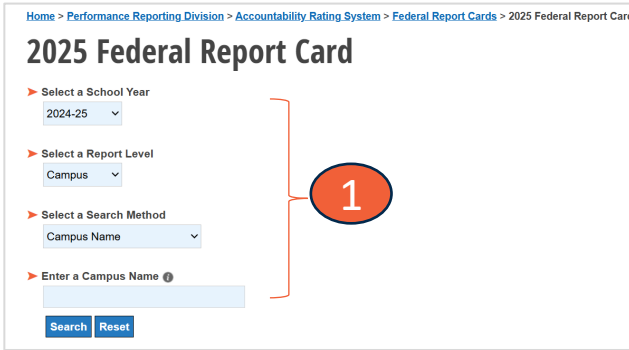 Home > Performance Reporting Division > Accountability Rating System > Federal Report Cards > 2025 Federal Report Car
2025 Federal Report Card
➤ Select a School Year
2024-25
➤ Select a Report Level
Campus
➤ Select a Search Method
Campus Name
➤ Enter a Campus Name i
Search Reset
1